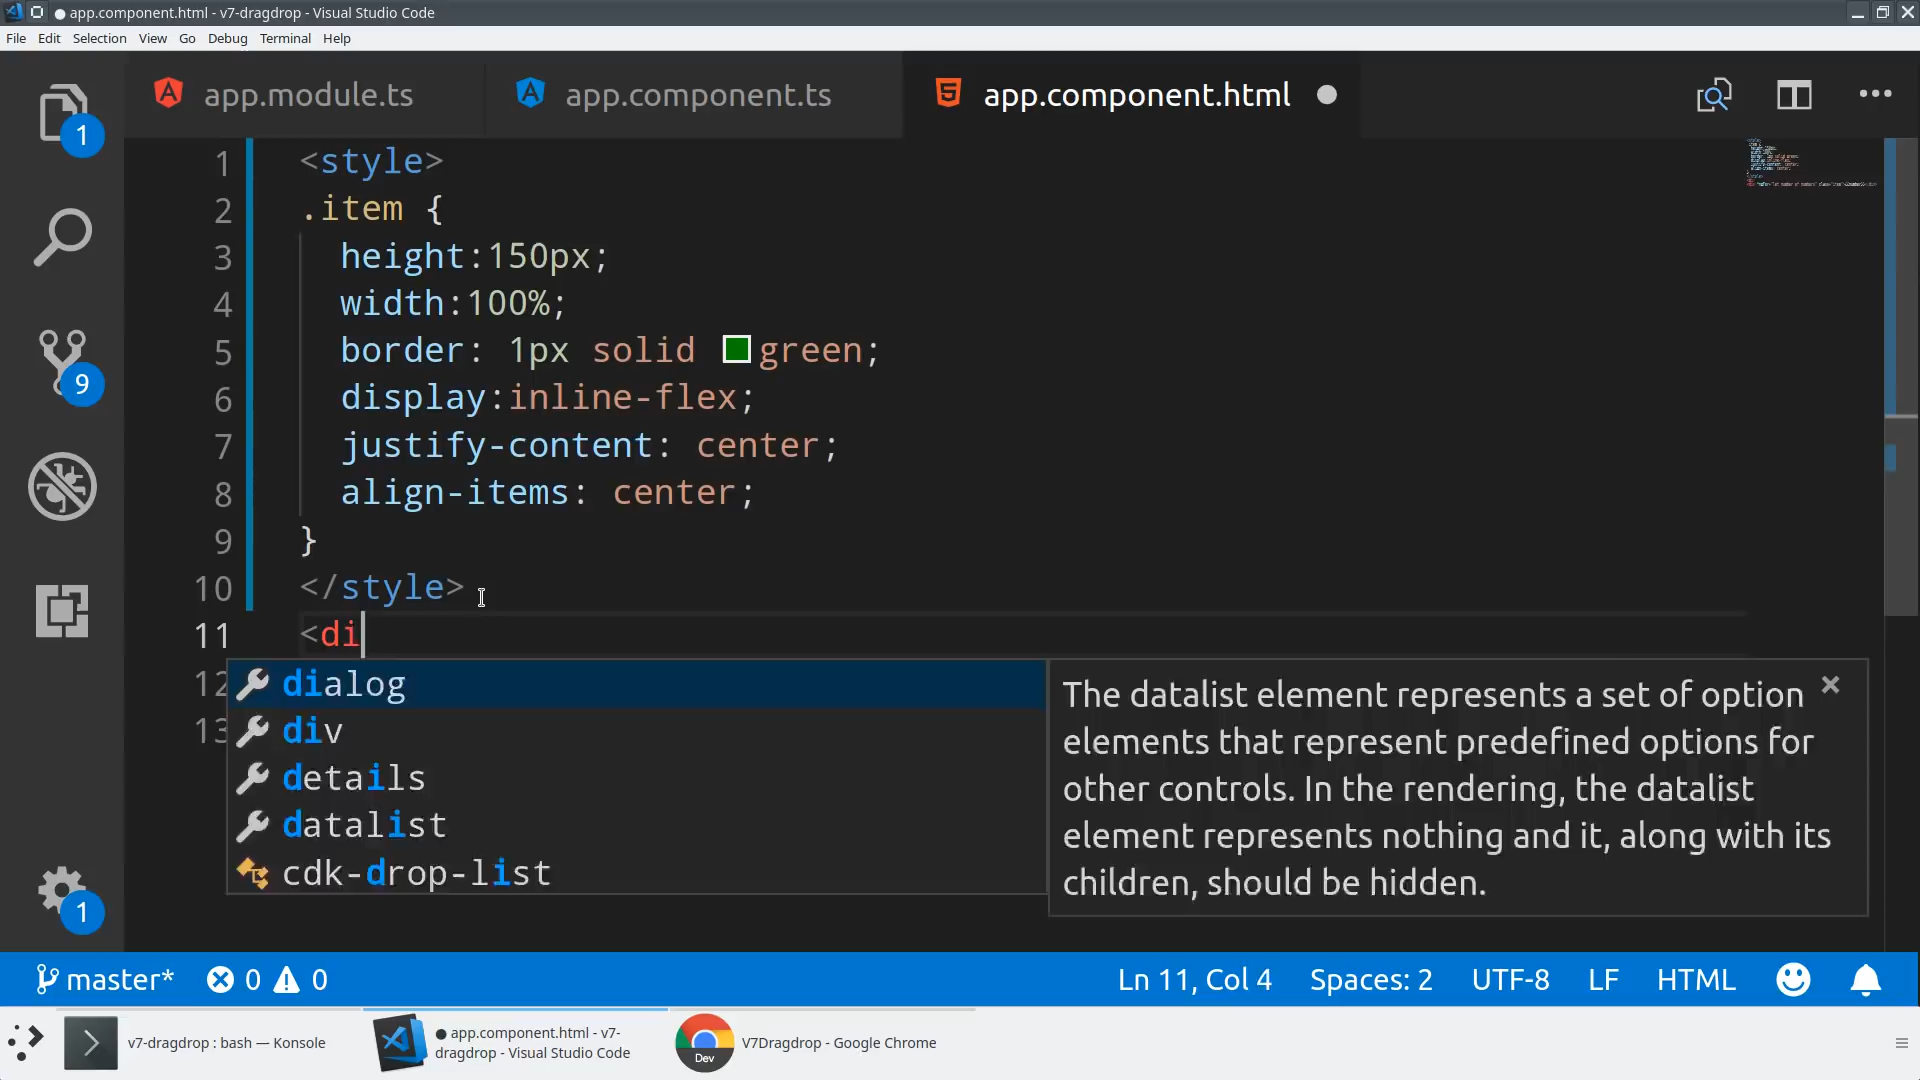 app.component.html - v7-dragdrop - Visual Studio Code
File Edit Selection View Go Debug Terminal Help
app.module.ts app.component.ts app.component.html
1 <style>
2 .item {
3 height:150px;
4 width:100%;
5 border: 1px solid green;
6 display:inline-flex;
7 justify-content: center;
8 align-items: center;
9 }
10 </style>
11 <di
12
13
1
9
1
dialog
div
details
datalist
cdk-drop-list
The datalist element represents a set of option
elements that represent predefined options for
other controls. In the rendering, the datalist
element represents nothing and it, along with its
children, should be hidden.
master* 0 0 Ln 11, Col 4 Spaces: 2 UTF-8 LF HTML
v7-dragdrop : bash — Konsole
app.component.html - v7-
dragdrop - Visual Studio Code
Dev
V7Dragdrop - Google Chrome